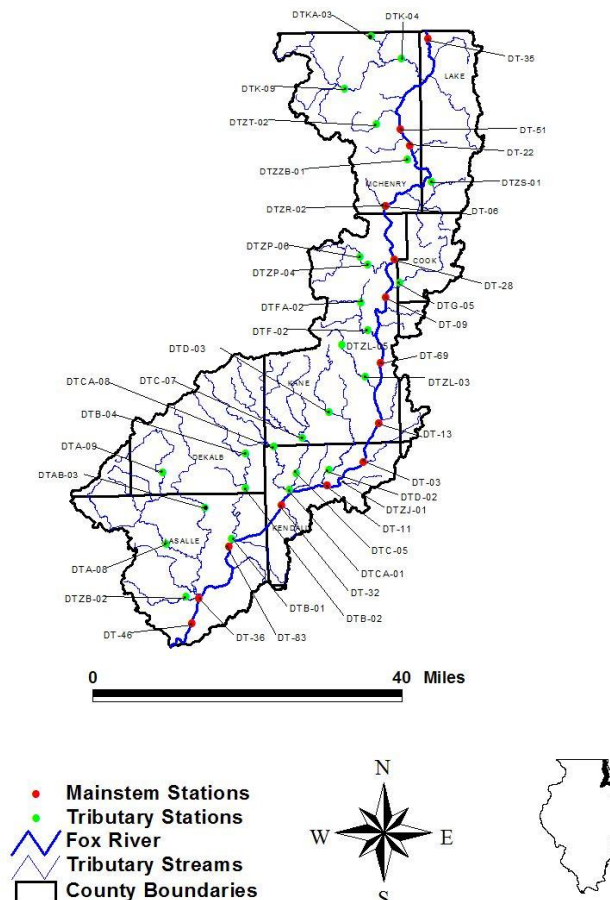 DTKA-03
DTK-04
DT-35
LAKE
DTK-09
DTZT-02
DT-51
DT-22
DTZZB-01
DTZS-01
MCHENRY
DTZR-02
DT-06
DTZP-06
COOK
DTZP-04
DT-28
DTG-05
DTFA-02
DT-09
DTF-02
DTZL-05
DTD-03
DT-69
DTCA-08
DTC-07
KANE
DTZL-03
DTB-04
DT-13
DTA-09
DEKALB
DTAB-03
DT-03
DTD-02
DTZJ-01
DT-11
KENDALL
LASALLE
DTC-05
DTA-08
DTCA-01
DT-32
DTZB-02
DTB-01
DTB-02
DT-46
DT-36
DT-83
0 40 Miles
Mainstem Stations
Tributary Stations
Fox River
Tributary Streams
County Boundaries
N
W E
S